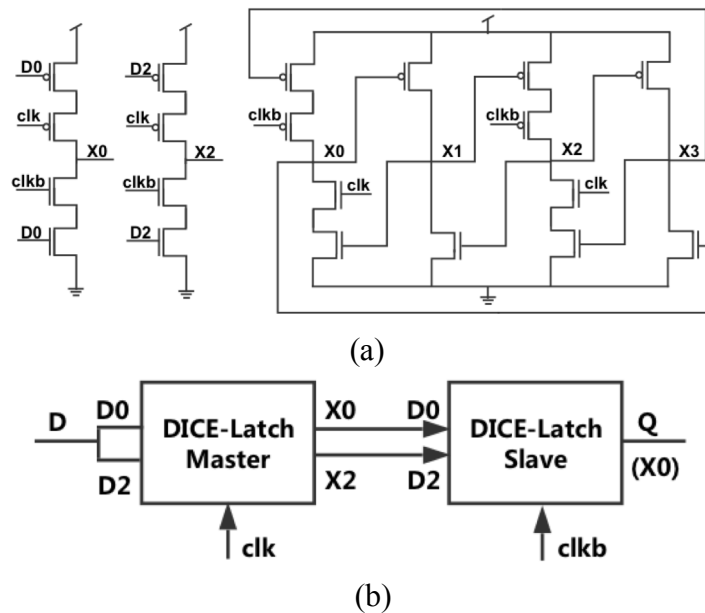 D0
D2
clk
clk
clkb
X0
X2
X1
X2
X3
X0
clkb
clkb
clkb
clkb
clk
clk
D0
D2
(a)
D
D0
D2
DICE-Latch
Master
X0
X2
D0
D2
DICE-Latch
Slave
Q
(X0)
clk
clkb
(b)